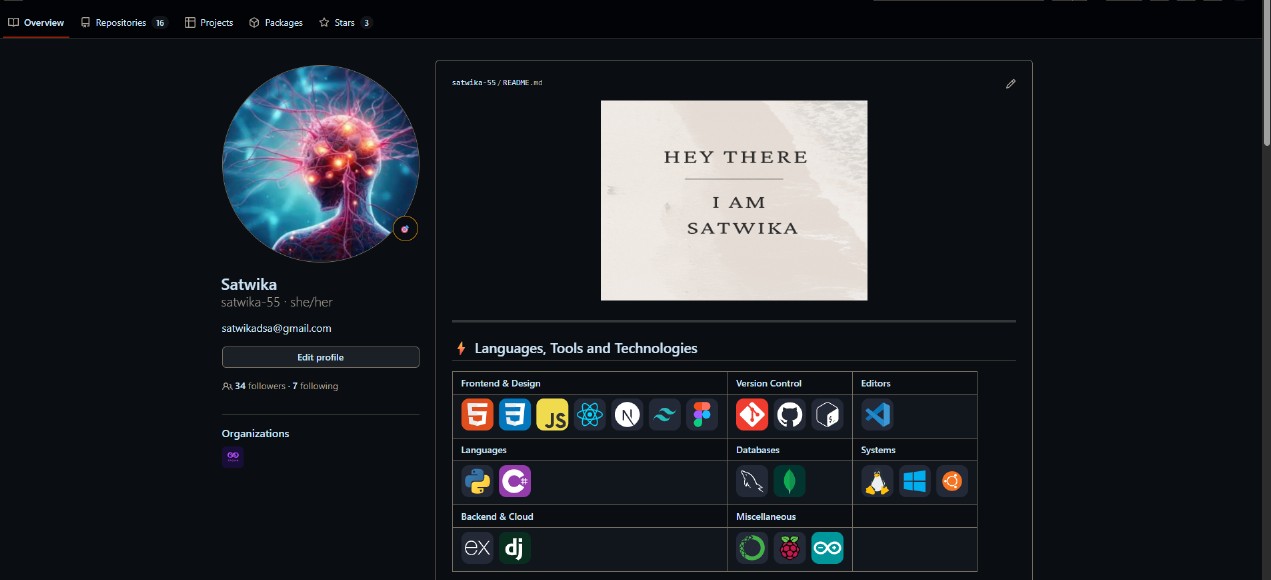 Overview Repositories 16 Projects Packages Stars 3
satwika-55/README.md
HEY THERE
I AM
SATWIKA
Satwika
satwika-55 · she/her
satwikadsa@gmail.com
Edit profile
34 followers · 7 following
Organizations
Languages, Tools and Technologies
Frontend & Design Version Control Editors
JS N
Languages Databases Systems
C#
Backend & Cloud Miscellaneous
ex dj